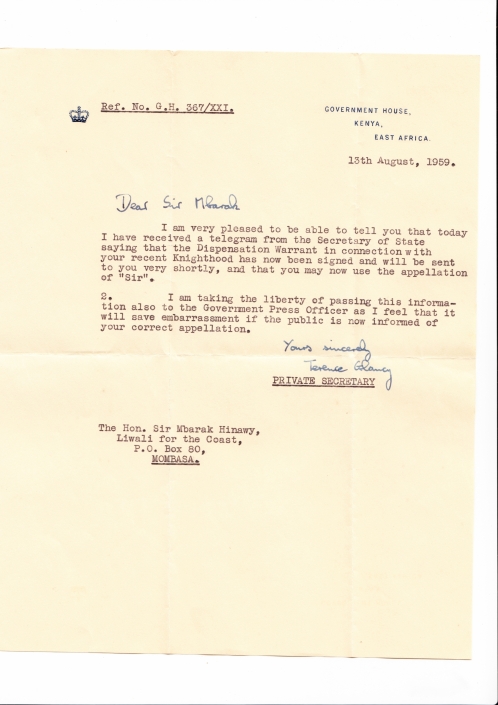 Ref. No. G.H. 367/XXI.
GOVERNMENT HOUSE,
KENYA,
EAST AFRICA.
13th August, 1959.
Dear Sir Mbarak
I am very pleased to be able to tell you that today
I have received a telegram from the Secretary of State
saying that the Dispensation Warrant in connection with
your recent Knighthood has now been signed and will be sent
to you very shortly, and that you may now use the appellation
of "Sir".
2. I am taking the liberty of passing this informa-
tion also to the Government Press Officer as I feel that it
will save embarrassment if the public is now informed of
your correct appellation.
Yours sincerely
Terence
PRIVATE SECRETARY
The Hon. Sir Mbarak Hinawy,
Liwali for the Coast,
P.O. Box 80,
MOMBASA.